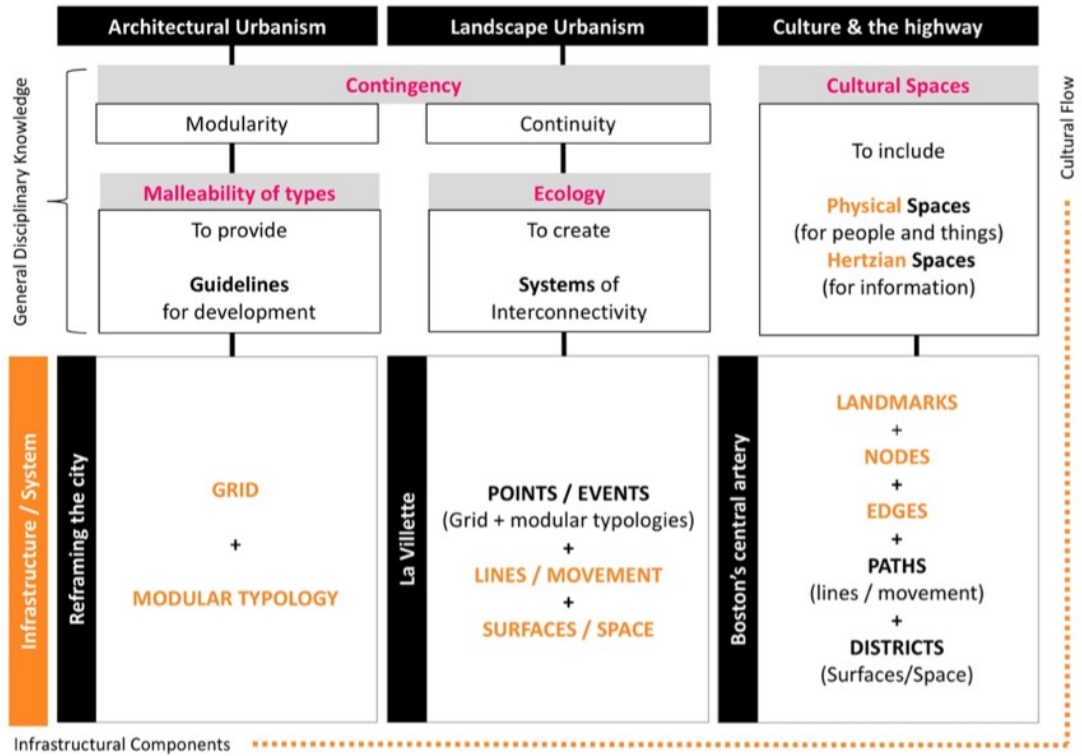 Architectural Urbanism
Landscape Urbanism
Culture & the highway
General Disciplinary Knowledge
Contingency
Modularity
Continuity
Malleability of types
To provide
Guidelines
for development
Ecology
To create
Systems of
Interconnectivity
Cultural Spaces
To include
Physical Spaces
(for people and things)
Hertzian Spaces
(for information)
Cultural Flow
Infrastructure / System
Reframing the city
GRID
+
MODULAR TYPOLOGY
La Villette
POINTS / EVENTS
(Grid + modular typologies)
+
LINES / MOVEMENT
+
SURFACES / SPACE
Boston's central artery
LANDMARKS
+
NODES
+
EDGES
+
PATHS
(lines / movement)
+
DISTRICTS
(Surfaces/Space)
Infrastructural Components